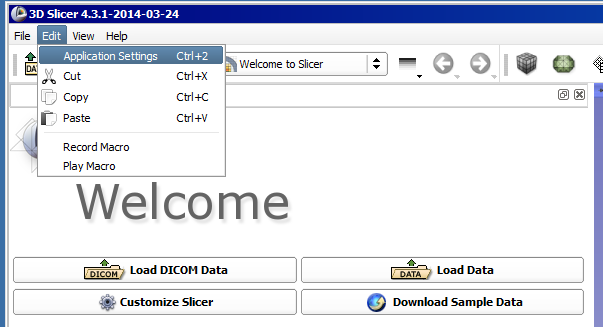 3D Slicer 4.3.1-2014-03-24
File Edit View Help
DATA Welcome to Slicer
Application Settings Ctrl+2
Cut Ctrl+X
Copy Ctrl+C
Paste Ctrl+V
Record Macro
Play Macro
Welcome
DICOM Load DICOM Data
DATA Load Data
Customize Slicer
Download Sample Data